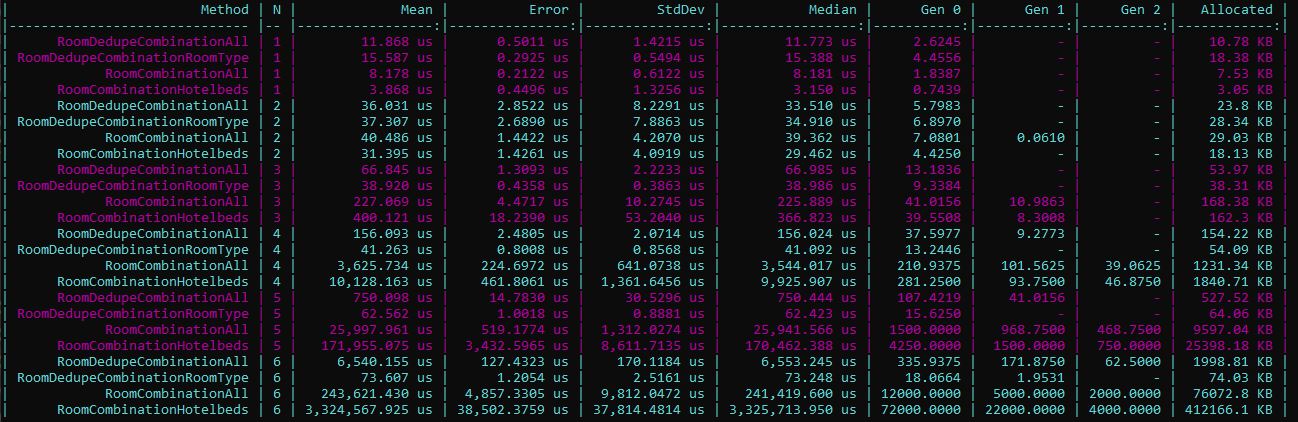 | Method | N | Mean | Error | StdDev | Median | Gen 0 | Gen 1 | Gen 2 | Allocated |
|--------------------------- |-- |-----------------:|--------------:|---------------:|-----------------:|-----------:|-----------:|----------:|------------:|
| RoomDedupeCombinationAll | 1 | 11.868 us | 0.5011 us | 1.4215 us | 11.773 us | 2.6245 | - | - | 10.78 KB |
| RoomDedupeCombinationRoomType | 1 | 15.587 us | 0.2925 us | 0.5494 us | 15.388 us | 4.4556 | - | - | 18.38 KB |
| RoomCombinationAll | 1 | 8.178 us | 0.2122 us | 0.6122 us | 8.181 us | 1.8387 | - | - | 7.53 KB |
| RoomCombinationHotelbeds | 1 | 3.868 us | 0.4496 us | 1.3256 us | 3.150 us | 0.7439 | - | - | 3.05 KB |
| RoomDedupeCombinationAll | 2 | 36.031 us | 2.8522 us | 8.2291 us | 33.510 us | 5.7983 | - | - | 23.8 KB |
| RoomDedupeCombinationRoomType | 2 | 37.307 us | 2.6890 us | 7.8863 us | 34.910 us | 6.8970 | - | - | 28.34 KB |
| RoomCombinationAll | 2 | 40.486 us | 1.4422 us | 4.2070 us | 39.362 us | 7.0801 | 0.0610 | - | 29.03 KB |
| RoomCombinationHotelbeds | 2 | 31.395 us | 1.4261 us | 4.0919 us | 29.462 us | 4.4250 | - | - | 18.13 KB |
| RoomDedupeCombinationAll | 3 | 66.845 us | 1.3093 us | 2.2233 us | 66.985 us | 13.1836 | - | - | 53.97 KB |
| RoomDedupeCombinationRoomType | 3 | 38.920 us | 0.4358 us | 0.3863 us | 38.986 us | 9.3384 | - | - | 38.31 KB |
| RoomCombinationAll | 3 | 227.069 us | 4.4717 us | 10.2745 us | 225.889 us | 41.0156 | 10.9863 | - | 168.38 KB |
| RoomCombinationHotelbeds | 3 | 400.121 us | 18.2390 us | 53.2040 us | 366.823 us | 39.5508 | 8.3008 | - | 162.3 KB |
| RoomDedupeCombinationAll | 4 | 156.093 us | 2.4805 us | 2.0714 us | 156.024 us | 37.5977 | 9.2773 | - | 154.22 KB |
| RoomDedupeCombinationRoomType | 4 | 41.263 us | 0.8008 us | 0.8568 us | 41.092 us | 13.2446 | - | - | 54.09 KB |
| RoomCombinationAll | 4 | 3,625.734 us | 224.6972 us | 641.0738 us | 3,544.017 us | 210.9375 | 101.5625 | 39.0625 | 1231.34 KB |
| RoomCombinationHotelbeds | 4 | 10,128.163 us | 461.8061 us | 1,361.6456 us | 9,925.907 us | 281.2500 | 93.7500 | 46.8750 | 1840.71 KB |
| RoomDedupeCombinationAll | 5 | 750.098 us | 14.7830 us | 30.5296 us | 750.444 us | 107.4219 | 41.0156 | - | 527.52 KB |
| RoomDedupeCombinationRoomType | 5 | 62.562 us | 1.0018 us | 0.8881 us | 62.423 us | 15.6250 | - | - | 64.06 KB |
| RoomCombinationAll | 5 | 25,997.961 us | 519.1774 us | 1,312.0274 us | 25,941.566 us | 1500.0000 | 968.7500 | 468.7500 | 9597.04 KB |
| RoomCombinationHotelbeds | 5 | 171,955.075 us | 3,432.5965 us | 8,611.7135 us | 170,462.388 us | 4250.0000 | 1500.0000 | 750.0000 | 25398.18 KB |
| RoomDedupeCombinationAll | 6 | 6,540.155 us | 127.4323 us | 170.1184 us | 6,553.245 us | 335.9375 | 171.8750 | 62.5000 | 1998.81 KB |
| RoomDedupeCombinationRoomType | 6 | 73.607 us | 1.2054 us | 2.5161 us | 73.248 us | 18.0664 | 1.9531 | - | 74.03 KB |
| RoomCombinationAll | 6 | 243,621.430 us | 4,857.3305 us | 9,812.0472 us | 241,419.600 us | 12000.0000 | 5000.0000 | 2000.0000 | 76072.8 KB |
| RoomCombinationHotelbeds | 6 | 3,324,567.925 us | 38,502.3759 us | 37,814.4814 us | 3,325,713.950 us | 72000.0000 | 22000.0000 | 4000.0000 | 412166.1 KB |